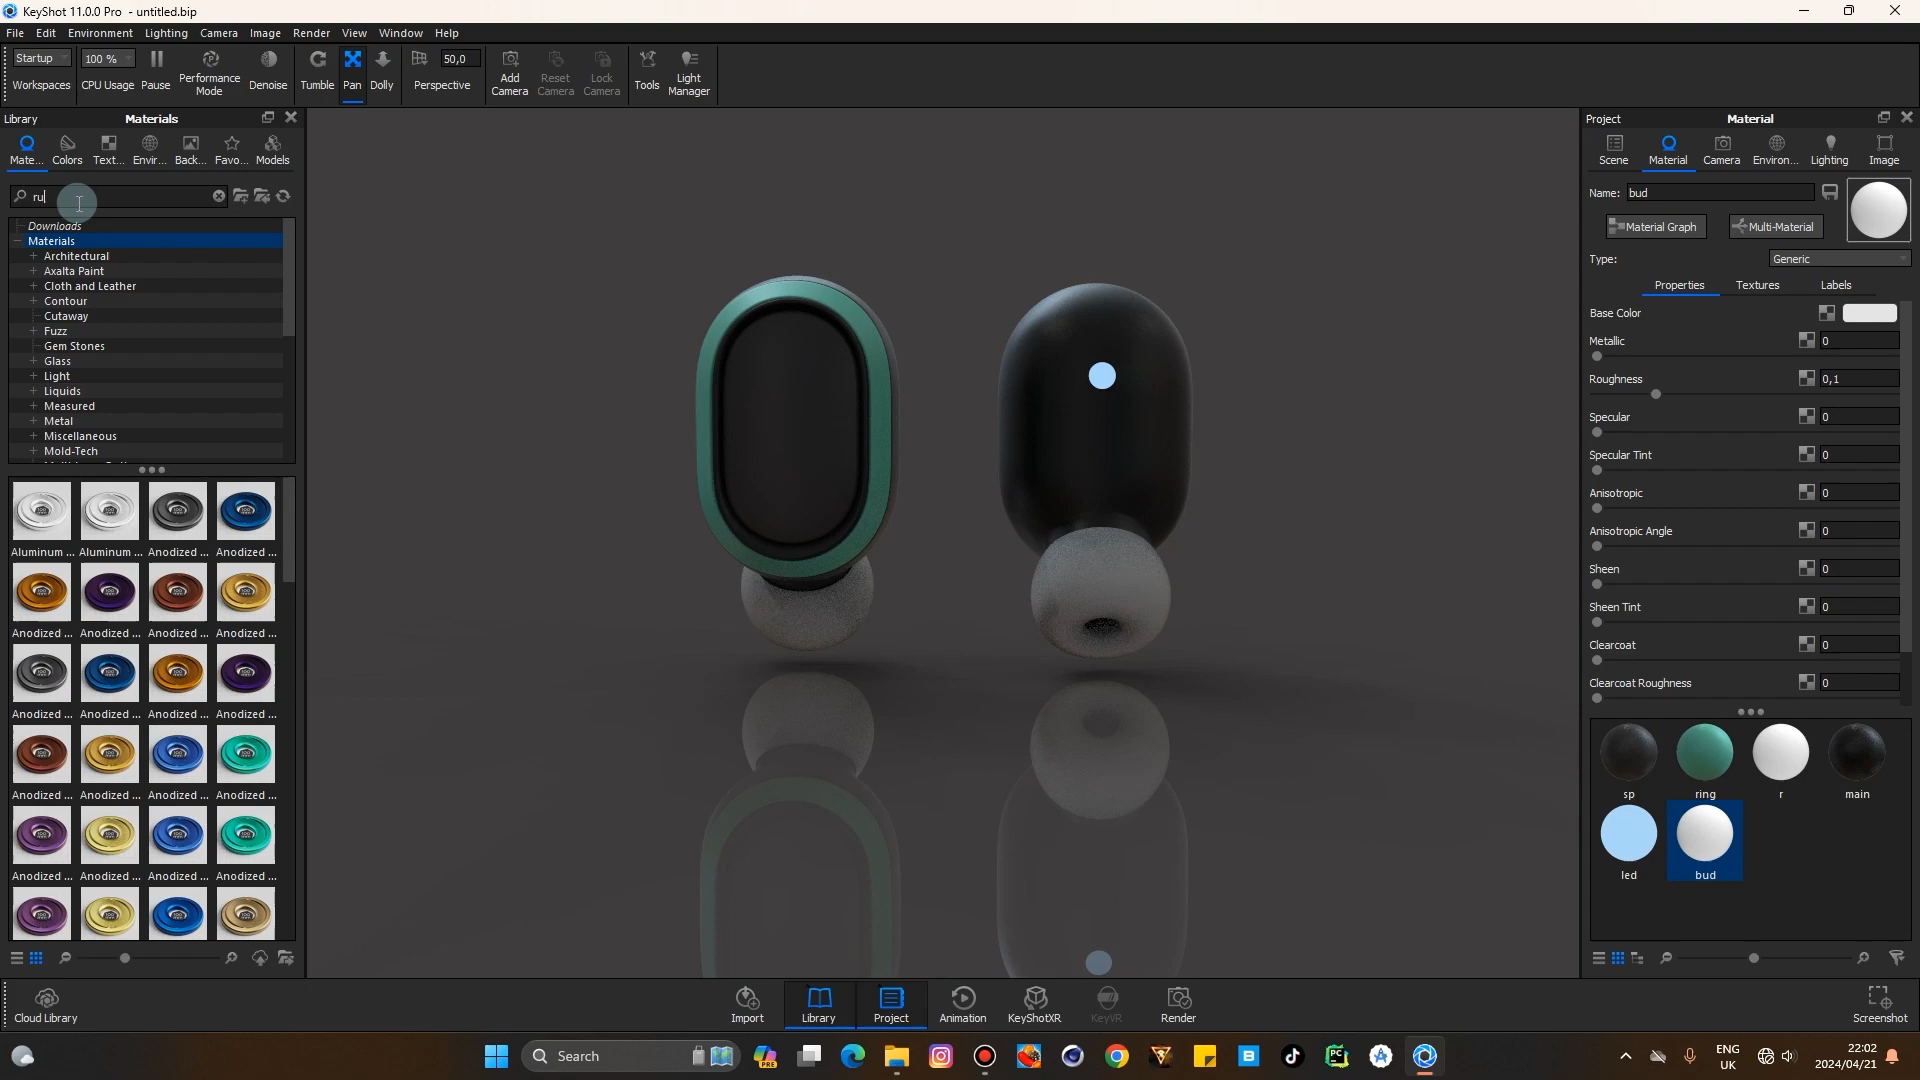 KeyShot 11.0.0 Pro - untitled.bip
File Edit Environment Lighting Camera Image Render View Window Help
Startup 100 % 50,0
Workspaces CPU Usage Pause Performance Mode Denoise Tumble Pan Dolly Perspective Add Camera Reset Camera Lock Camera Tools Light Manager
Library Materials
Mate... Colors Text... Envir... Back... Favo... Models
ru
Downloads
Materials
Architectural
Axalta Paint
Cloth and Leather
Contour
Cutaway
Fuzz
Gem Stones
Glass
Light
Liquids
Measured
Metal
Miscellaneous
Mold-Tech
Aluminum ... Aluminum ... Anodized ... Anodized ...
Anodized ... Anodized ... Anodized ... Anodized ...
Anodized ... Anodized ... Anodized ... Anodized ...
Anodized ... Anodized ... Anodized ... Anodized ...
Anodized ... Anodized ... Anodized ... Anodized ...
Project Material
Scene Material Camera Environ... Lighting Image
Name: bud
Material Graph Multi-Material
Type: Generic
Properties Textures Labels
Base Color
Metallic 0
Roughness 0,1
Specular 0
Specular Tint 0
Anisotropic 0
Anisotropic Angle 0
Sheen 0
Sheen Tint 0
Clearcoat 0
Clearcoat Roughness 0
sp ring r main
led bud
Cloud Library Import Library Project Animation KeyShotXR KeyVR Render Screenshot
Search
PRE
PC
ENG
UK
22:02
2024/04/21